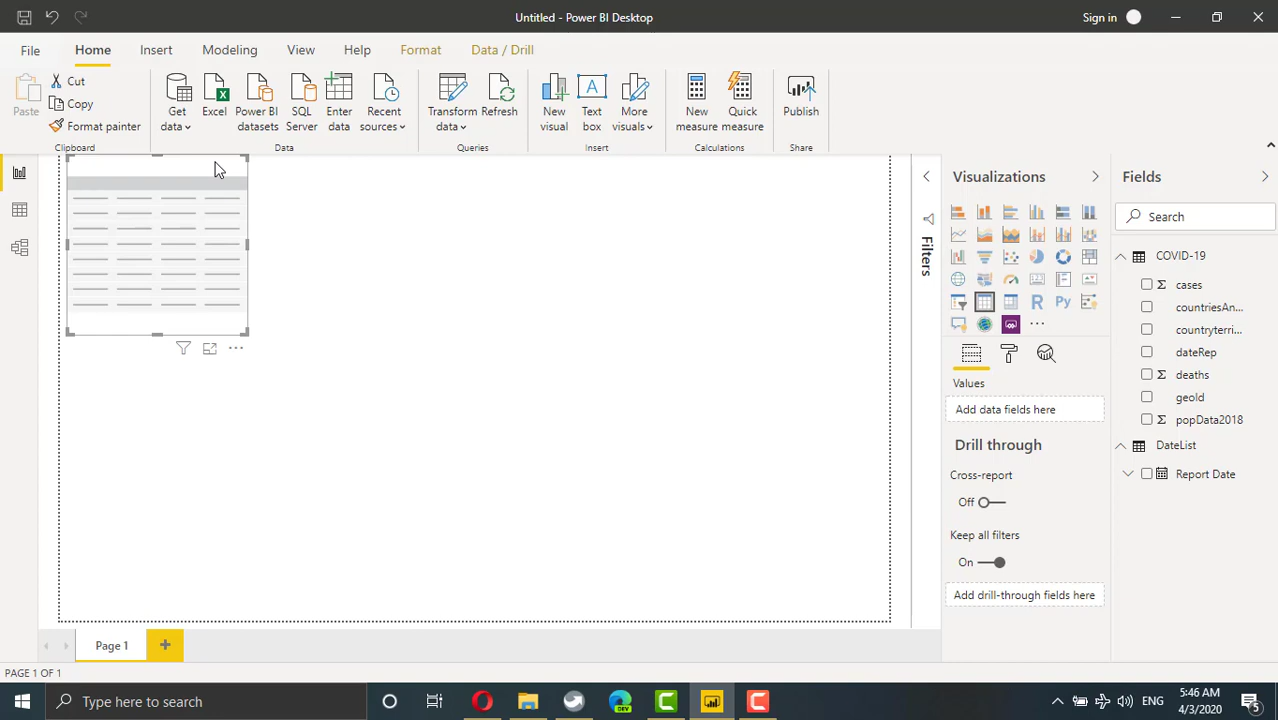 Untitled - Power BI Desktop
Sign in
File
Home
Insert
Modeling
View
Help
Format
Data / Drill
Paste
Cut
Copy
Format painter
Clipboard
Get data
Excel
Power BI datasets
SQL Server
Enter data
Recent sources
Data
Transform data
Refresh
Queries
New visual
Text box
More visuals
Insert
New measure
Quick measure
Calculations
Publish
Share
Filters
Visualizations
Py
R
Values
Add data fields here
Drill through
Cross-report
Off
Keep all filters
On
Add drill-through fields here
Fields
Search
COVID-19
Σ cases
countriesAn...
countryterri...
dateRep
Σ deaths
geoId
Σ popData2018
DateList
Report Date
Page 1
PAGE 1 OF 1
Type here to search
DEV
ENG
5:46 AM
4/3/2020
5